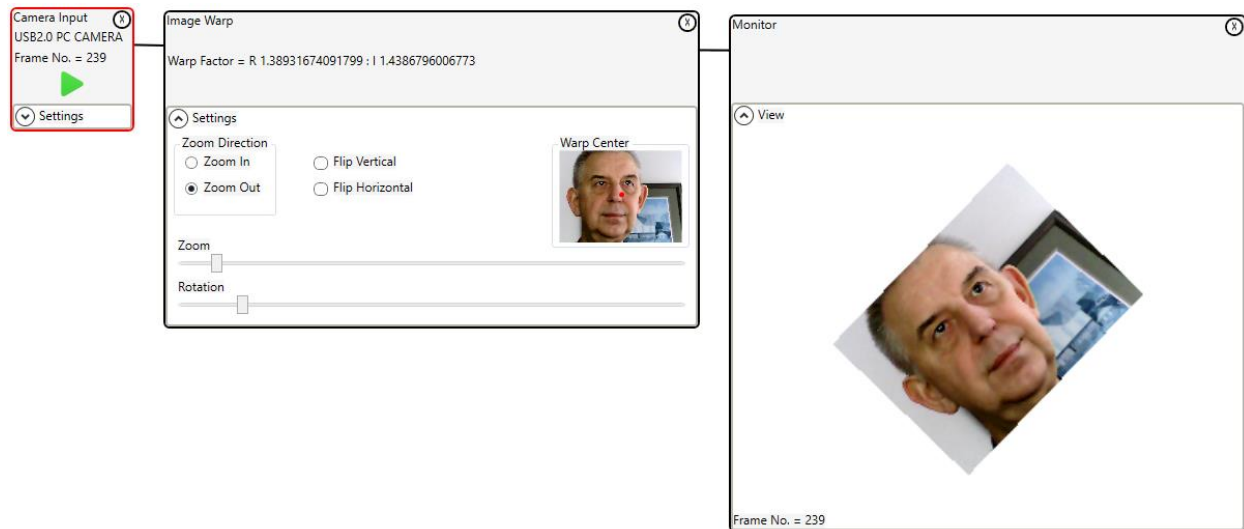 Camera Input
X
USB2.0 PC CAMERA
Frame No. = 239
Settings
Image Warp
X
Warp Factor = R 1.38931674091799 : I 1.4386796006773
Settings
Zoom Direction
Zoom In
Zoom Out
Flip Vertical
Flip Horizontal
Warp Center
Zoom
Rotation
Monitor
X
View
Frame No. = 239